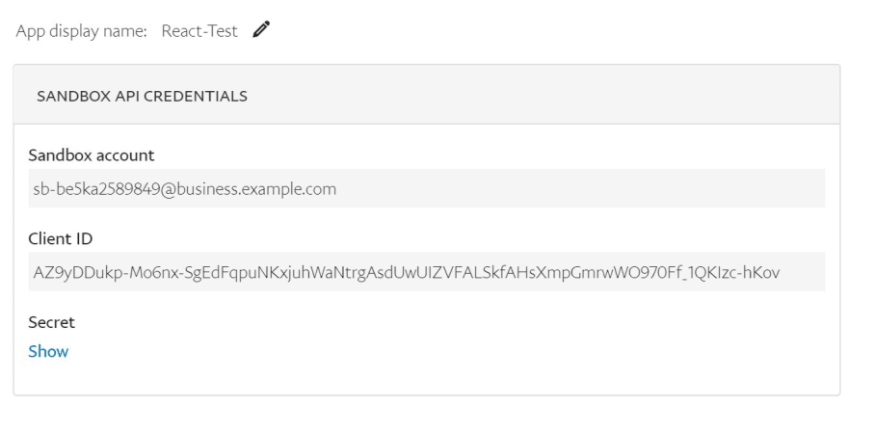 App display name: React-Test
SANDBOX API CREDENTIALS
Sandbox account
sb-be5ka2589849@business.example.com
Client ID
AZ9yDDukp-Mo6nx-SgEdFqpuNKxjuhWaNtrgAsdUwUIZVFALSkfAHsXmpGmrwWO970Ff_1QKIzc-hKov
Secret
Show